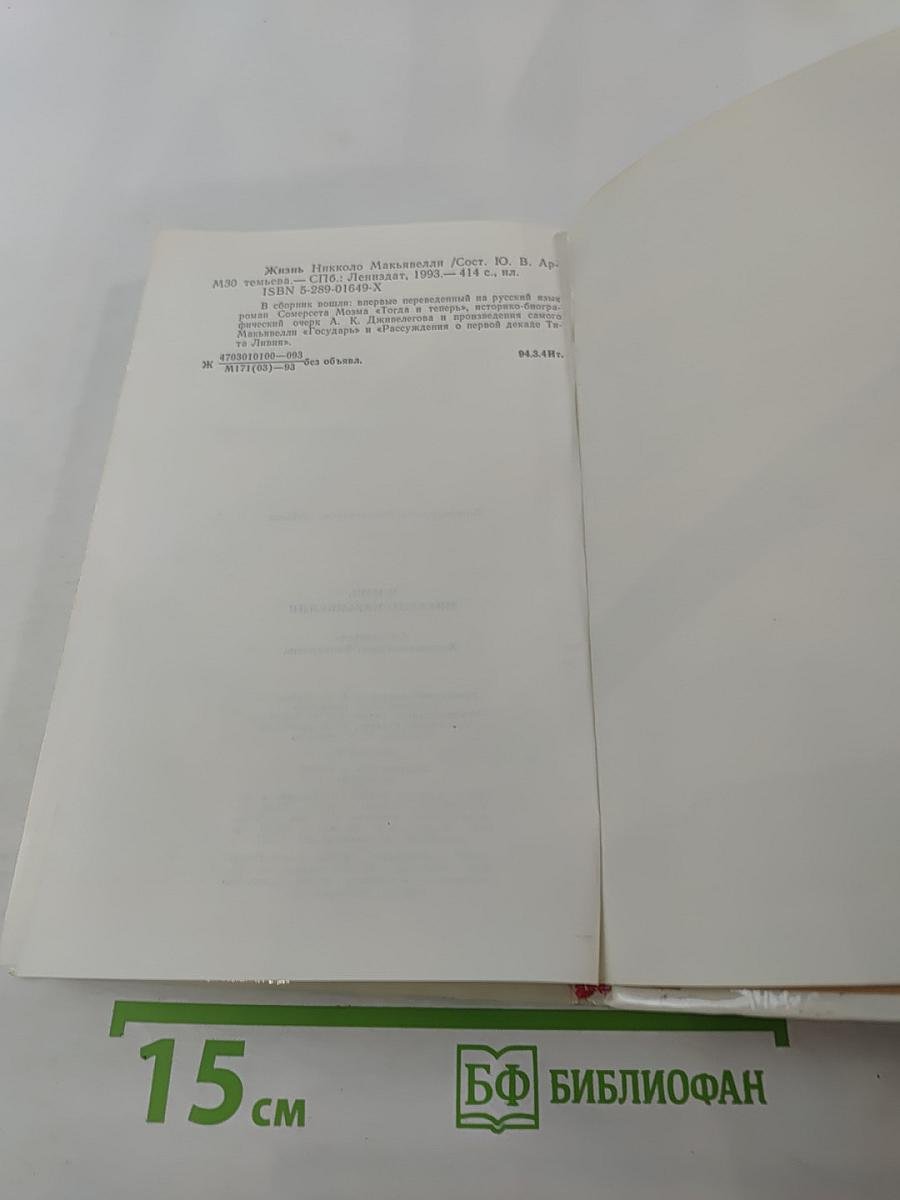 Жизнь Никколо Макьявелли /Сост. Ю. В. Ар-
М30 темьева.— СПб.: Лениздат, 1993.— 414 с., ил.
ISBN 5-289-01649-X
В сборник вошли: впервые переведенный на русский язык
роман Сомерсета Моэма «Тогда и теперь», историко-биогра-
фический очерк А. К. Дживелегова и произведения самого
Макьявелли «Государь» и «Рассуждения о первой декаде Ти-
та Ливия».
Ж 4703010100—093 без объявл. 94.3.4Ит.
М171(03)—93
15 см
БФ БИБЛИОФАН